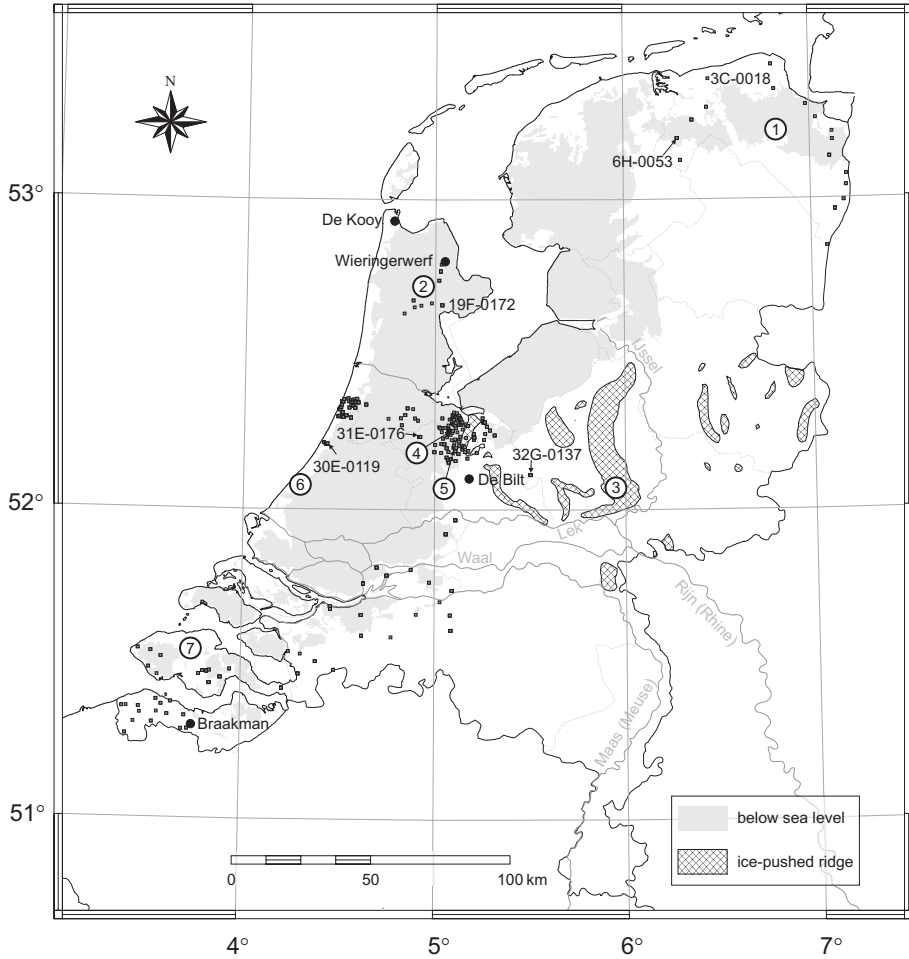 N
3C-0018
1
6H-0053
53°
De Kooy
Wieringerwerf
2
19F-0172
IJssel
31E-0176
4
32G-0137
30E-0119
6
5
De Bilt
3
52°
Lek
Waal
Rijn (Rhine)
7
Maas (Meuse)
Braakman
51°
below sea level
ice-pushed ridge
0
50
100 km
4°
5°
6°
7°